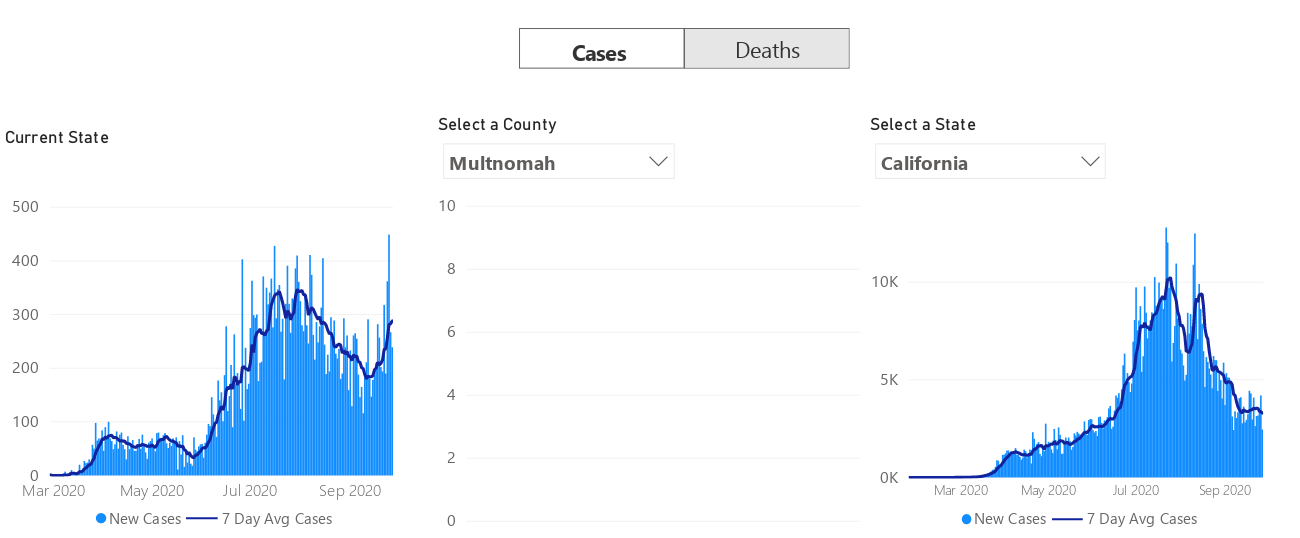 Cases Deaths
Current State
Select a County
Multnomah
Select a State
California
500
400
300
200
100
0
Mar 2020 May 2020 Jul 2020 Sep 2020
New Cases 7 Day Avg Cases
10
8
6
4
2
0
10K
5K
0K
Mar 2020 May 2020 Jul 2020 Sep 2020
New Cases 7 Day Avg Cases